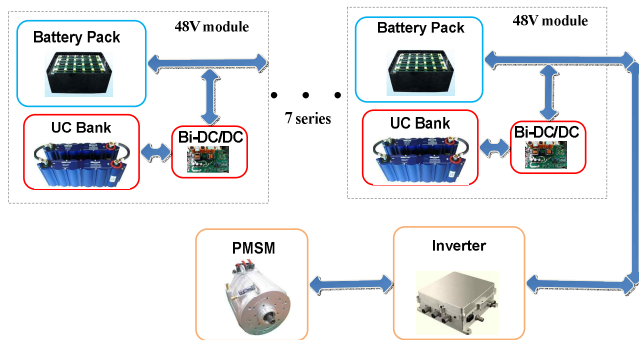 48V module
Battery Pack
UC Bank
Bi-DC/DC
7 series
48V module
Battery Pack
UC Bank
Bi-DC/DC
PMSM
Inverter